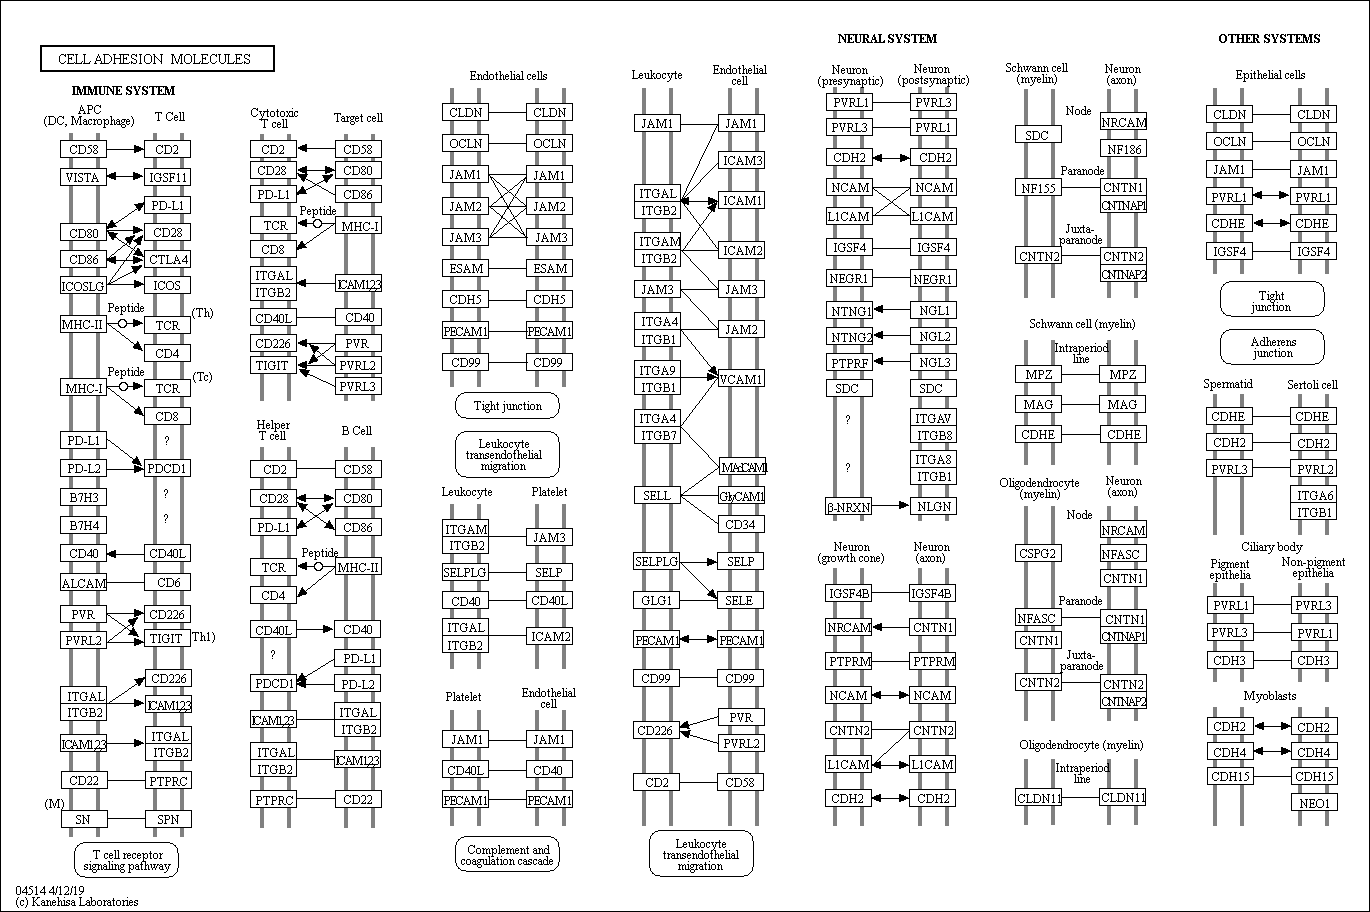 CELL ADHESION MOLECULES
IMMUNE SYSTEM
APC
(DC, Macrophage)
T Cell
CD58
CD2
VISTA
IGSF11
PD-L1
CD80
CD28
CD86
CTLA4
ICOSLG
ICOS
Peptide
(Th)
MHC-II
TCR
CD4
Peptide
(Tc)
MHC-I
TCR
CD8
PD-L1
?
PD-L2
PDCD1
B7H3
?
B7H4
?
CD40
CD40L
ALCAM
CD6
PVR
CD226
PVRL2
TIGIT
Th1)
CD226
ITGAL
ITGB2
ICAM123
ICAM123
ITGAL
ITGB2
CD22
PTPRC
(M)
SN
SPN
T cell receptor
signaling pathway
04514 4/12/19
(c) Kanehisa Laboratories
Cytotoxic
T cell
Target cell
CD2
CD58
CD28
CD80
PD-L1
CD86
Peptide
TCR
MHC-I
CD8
ITGAL
ITGB2
ICAM123
CD40L
CD40
CD226
PVR
TIGIT
PVRL2
PVRL3
Helper
T cell
B Cell
CD2
CD58
CD28
CD80
PD-L1
CD86
Peptide
TCR
MHC-II
CD4
CD40L
CD40
?
PD-L1
PDCD1
PD-L2
ICAM123
ITGAL
ITGB2
ITGAL
ITGB2
ICAM123
PTPRC
CD22
Endothelial cells
CLDN
CLDN
OCLN
OCLN
JAM1
JAM1
JAM2
JAM2
JAM3
JAM3
ESAM
ESAM
CDH5
CDH5
PECAM1
PECAM1
CD99
CD99
Tight junction
Leukocyte
transendothelial
migration
Leukocyte
Platelet
ITGAM
ITGB2
JAM3
SELPLG
SELP
CD40
CD40L
ITGAL
ITGB2
ICAM2
Platelet
Endothelial
cell
JAM1
JAM1
CD40L
CD40
PECAM1
PECAM1
Complement and
coagulation cascade
Leukocyte
Endothelial
cell
JAM1
JAM1
ICAM3
ITGAL
ITGB2
ICAM1
ITGAM
ITGB2
ICAM2
JAM3
JAM3
ITGA4
ITGB1
JAM2
ITGA9
ITGB1
VCAM1
ITGA4
ITGB7
MAdCAM1
SELL
GlyCAM1
CD34
SELPLG
SELP
GLG1
SELE
PECAM1
PECAM1
CD99
CD99
PVR
CD226
PVRL2
CD2
CD58
Leukocyte
transendothelial
migration
NEURAL SYSTEM
Neuron
(presynaptic)
Neuron
(postsynaptic)
PVRL1
PVRL3
PVRL3
PVRL1
CDH2
CDH2
NCAM
NCAM
L1CAM
L1CAM
IGSF4
IGSF4
NEGR1
NEGR1
NTNG1
NGL1
NTNG2
NGL2
PTPRF
NGL3
SDC
SDC
?
ITGAV
ITGB8
?
ITGA8
ITGB1
β-NRXN
NLGN
Neuron
(growth cone)
Neuron
(axon)
IGSF4B
IGSF4B
NRCAM
CNTN1
PTPRM
PTPRM
NCAM
NCAM
CNTN2
CNTN2
L1CAM
L1CAM
CDH2
CDH2
Schwann cell
(myelin)
Neuron
(axon)
Node
NRCAM
SDC
NF186
Paranode
NF155
CNTN1
CNTNAP1
Juxta-
paranode
CNTN2
CNTN2
CNTNAP2
Schwann cell (myelin)
Intraperiod
line
MPZ
MPZ
MAG
MAG
CDHE
CDHE
Oligodendrocyte
(myelin)
Neuron
(axon)
Node
NRCAM
CSPG2
NFASC
CNTN1
Paranode
NFASC
CNTN1
CNTN1
CNTNAP1
Juxta-
paranode
CNTN2
CNTN2
CNTNAP2
Oligodendrocyte (myelin)
Intraperiod
line
CLDN11
CLDN11
OTHER SYSTEMS
Epithelial cells
CLDN
CLDN
OCLN
OCLN
JAM1
JAM1
PVRL1
PVRL1
CDHE
CDHE
IGSF4
IGSF4
Tight
junction
Adherens
junction
Spermatid
Sertoli cell
CDHE
CDHE
CDH2
CDH2
PVRL3
PVRL2
ITGA6
ITGB1
Ciliary body
Pigment
epithelia
Non-pigment
epithelia
PVRL1
PVRL3
PVRL3
PVRL1
CDH3
CDH3
Myoblasts
CDH2
CDH2
CDH4
CDH4
CDH15
CDH15
NEO1